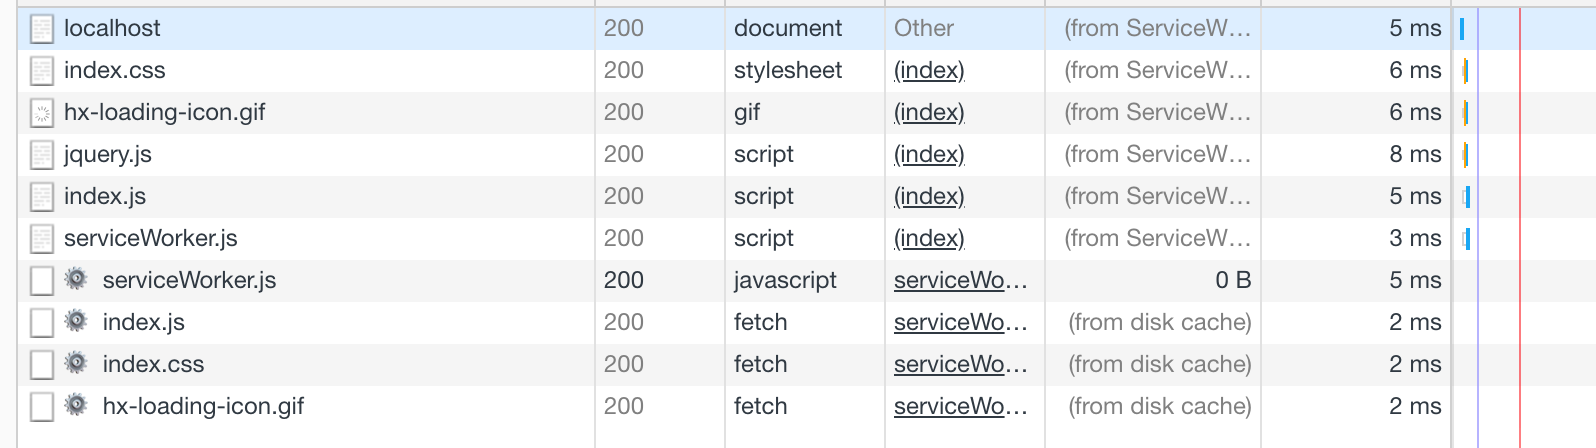 localhost 200 document Other (from ServiceW... 5 ms
index.css 200 stylesheet (index) (from ServiceW... 6 ms
hx-loading-icon.gif 200 gif (index) (from ServiceW... 6 ms
jquery.js 200 script (index) (from ServiceW... 8 ms
index.js 200 script (index) (from ServiceW... 5 ms
serviceWorker.js 200 script (index) (from ServiceW... 3 ms
serviceWorker.js 200 javascript serviceWo... 0 B 5 ms
index.js 200 fetch serviceWo... (from disk cache) 2 ms
index.css 200 fetch serviceWo... (from disk cache) 2 ms
hx-loading-icon.gif 200 fetch serviceWo... (from disk cache) 2 ms